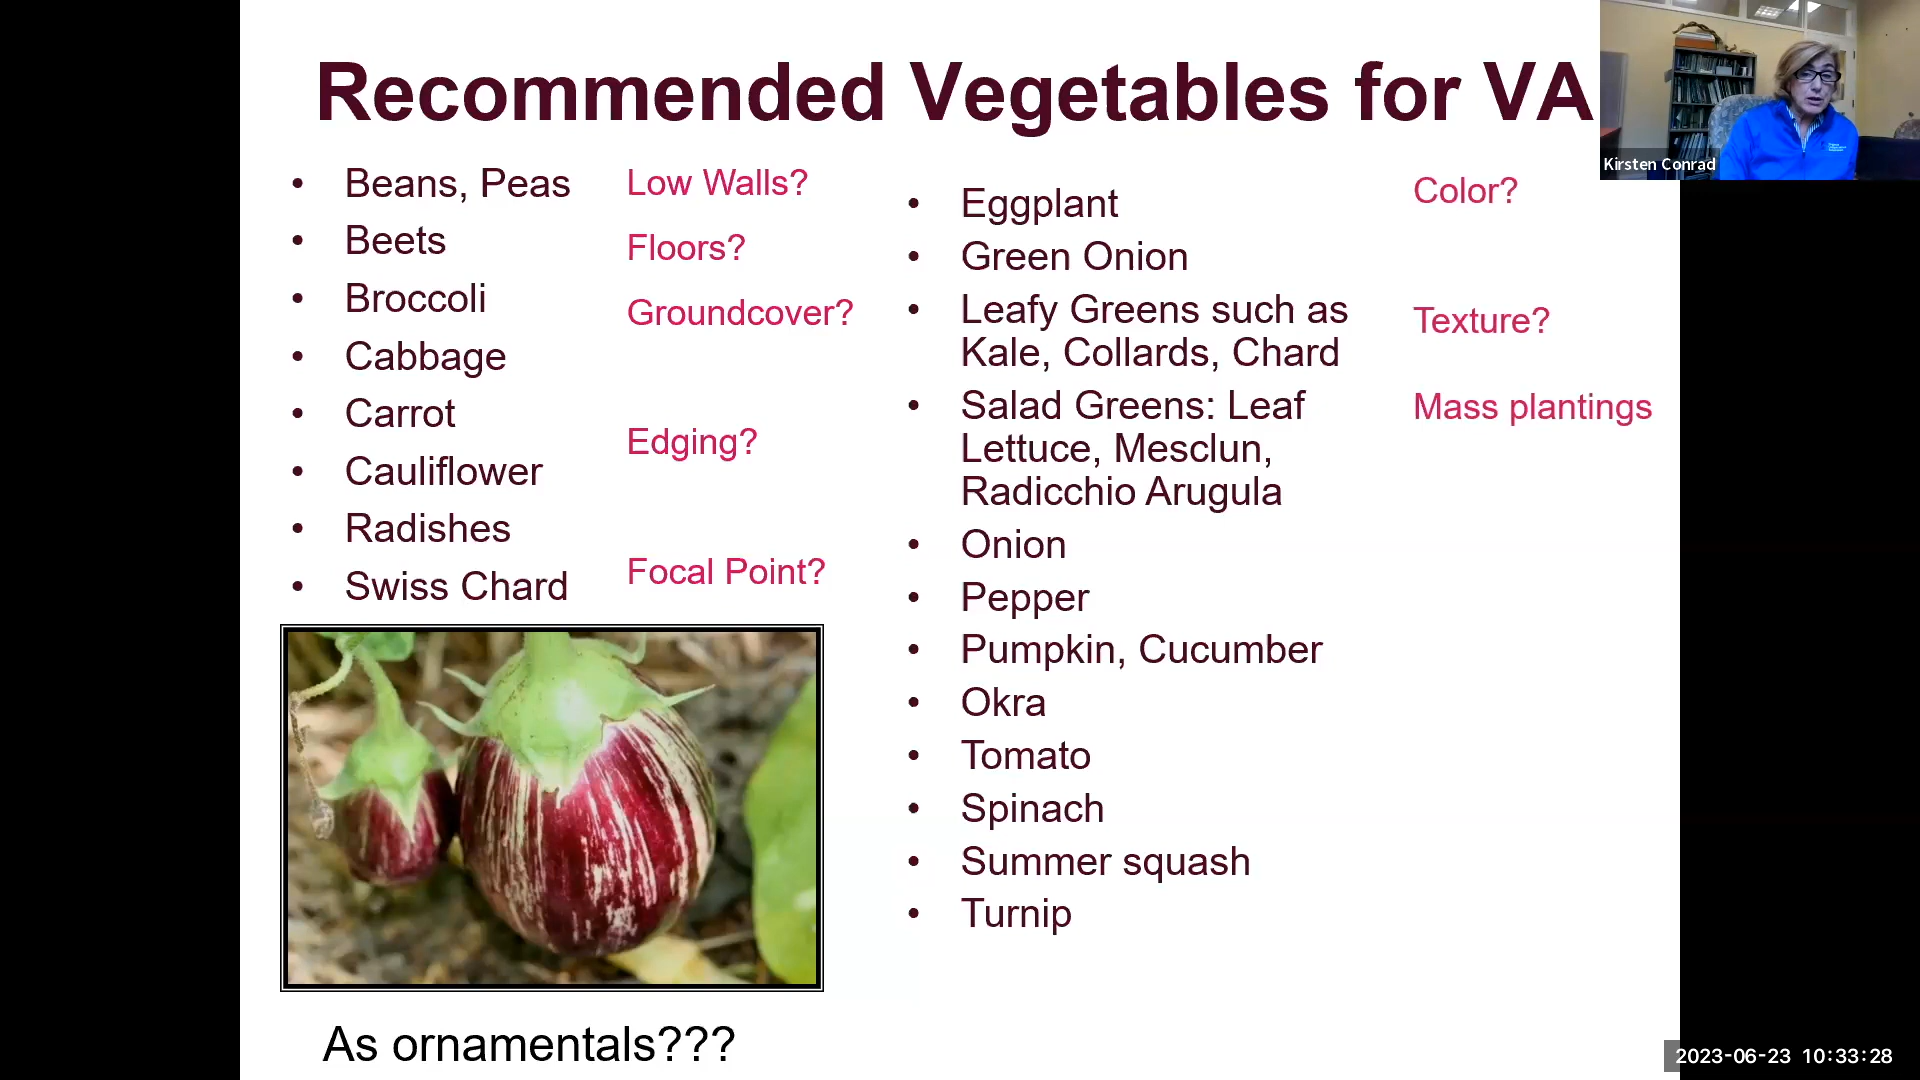 Recommended Vegetables for VA
Kirsten Conrad
• Beans, Peas
• Beets
• Broccoli
• Cabbage
• Carrot
• Cauliflower
• Radishes
• Swiss Chard
Low Walls?
Floors?
Groundcover?
Edging?
Focal Point?
• Eggplant
• Green Onion
• Leafy Greens such as
Kale, Collards, Chard
• Salad Greens: Leaf
Lettuce, Mesclun,
Radicchio Arugula
• Onion
• Pepper
• Pumpkin, Cucumber
• Okra
• Tomato
• Spinach
• Summer squash
• Turnip
Color?
Texture?
Mass plantings
As ornamentals???
2023-06-23 10:33:28